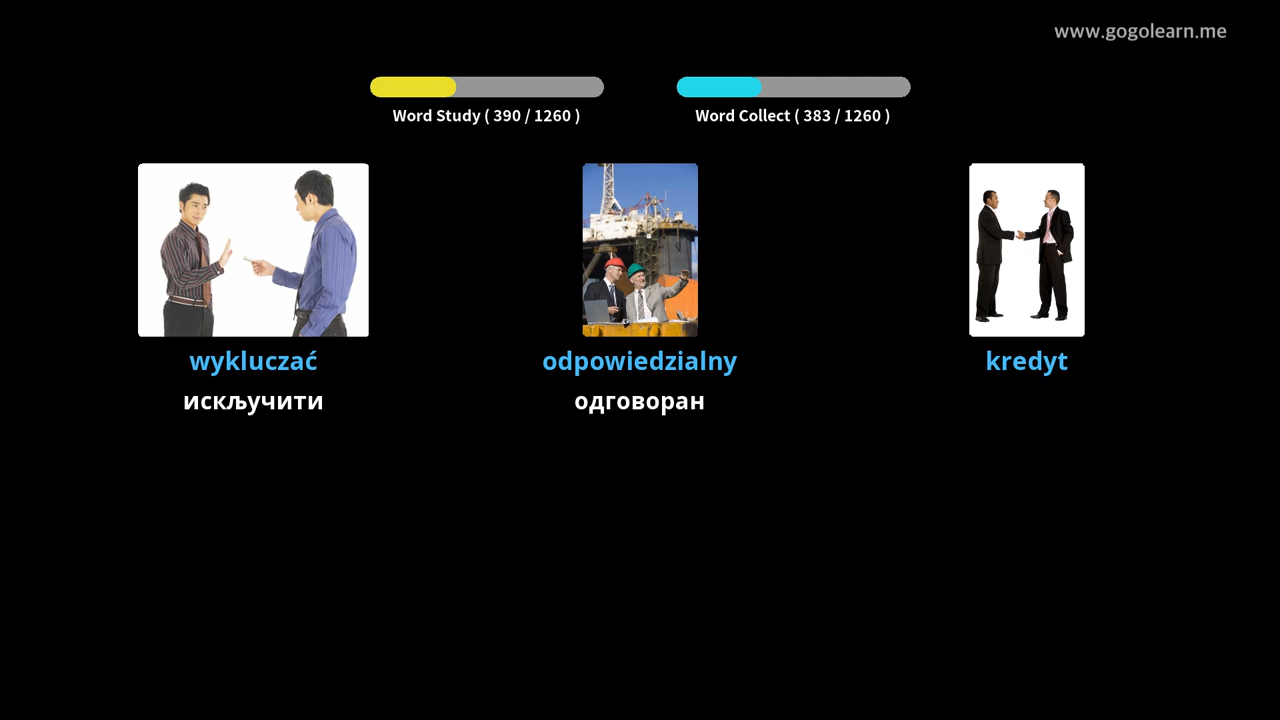 www.gogolearn.me
Word Study ( 390 / 1260 )
Word Collect ( 383 / 1260 )
wykluczać
искључити
odpowiedzialny
одговоран
kredyt